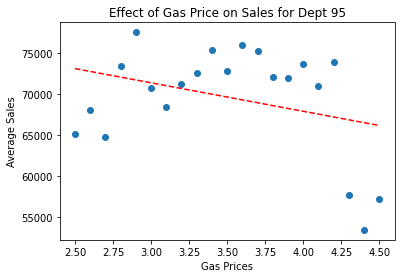 Effect of Gas Price on Sales for Dept 95
Average Sales
75000
70000
65000
60000
55000
2.50 2.75 3.00 3.25 3.50 3.75 4.00 4.25 4.50
Gas Prices